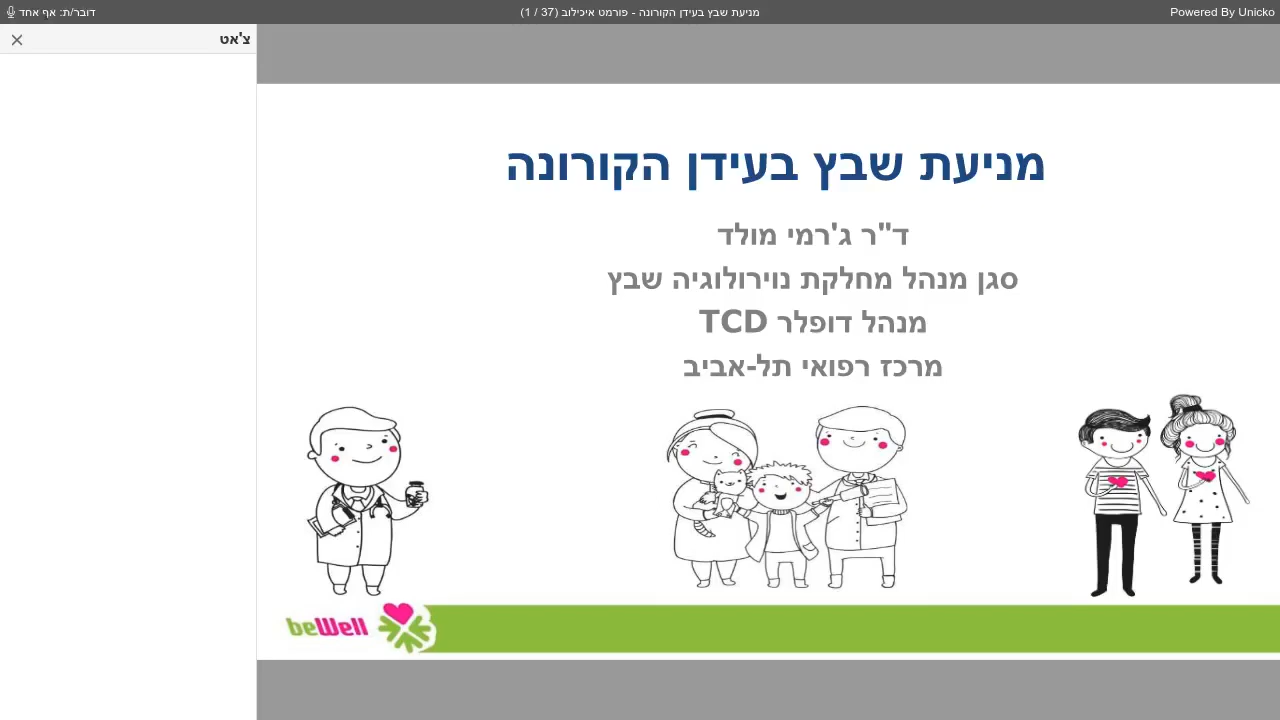 דובר/ת: אף אחד
מניעת שבץ בעידן הקורונה - פורמט איכילוב (1 / 37)
Powered By Unicko
צ'אט
מניעת שבץ בעידן הקורונה
ד"ר ג'רמי מולד
סגן מנהל מחלקת נוירולוגיה שבץ
מנהל דופלר TCD
מרכז רפואי תל-אביב
beWell